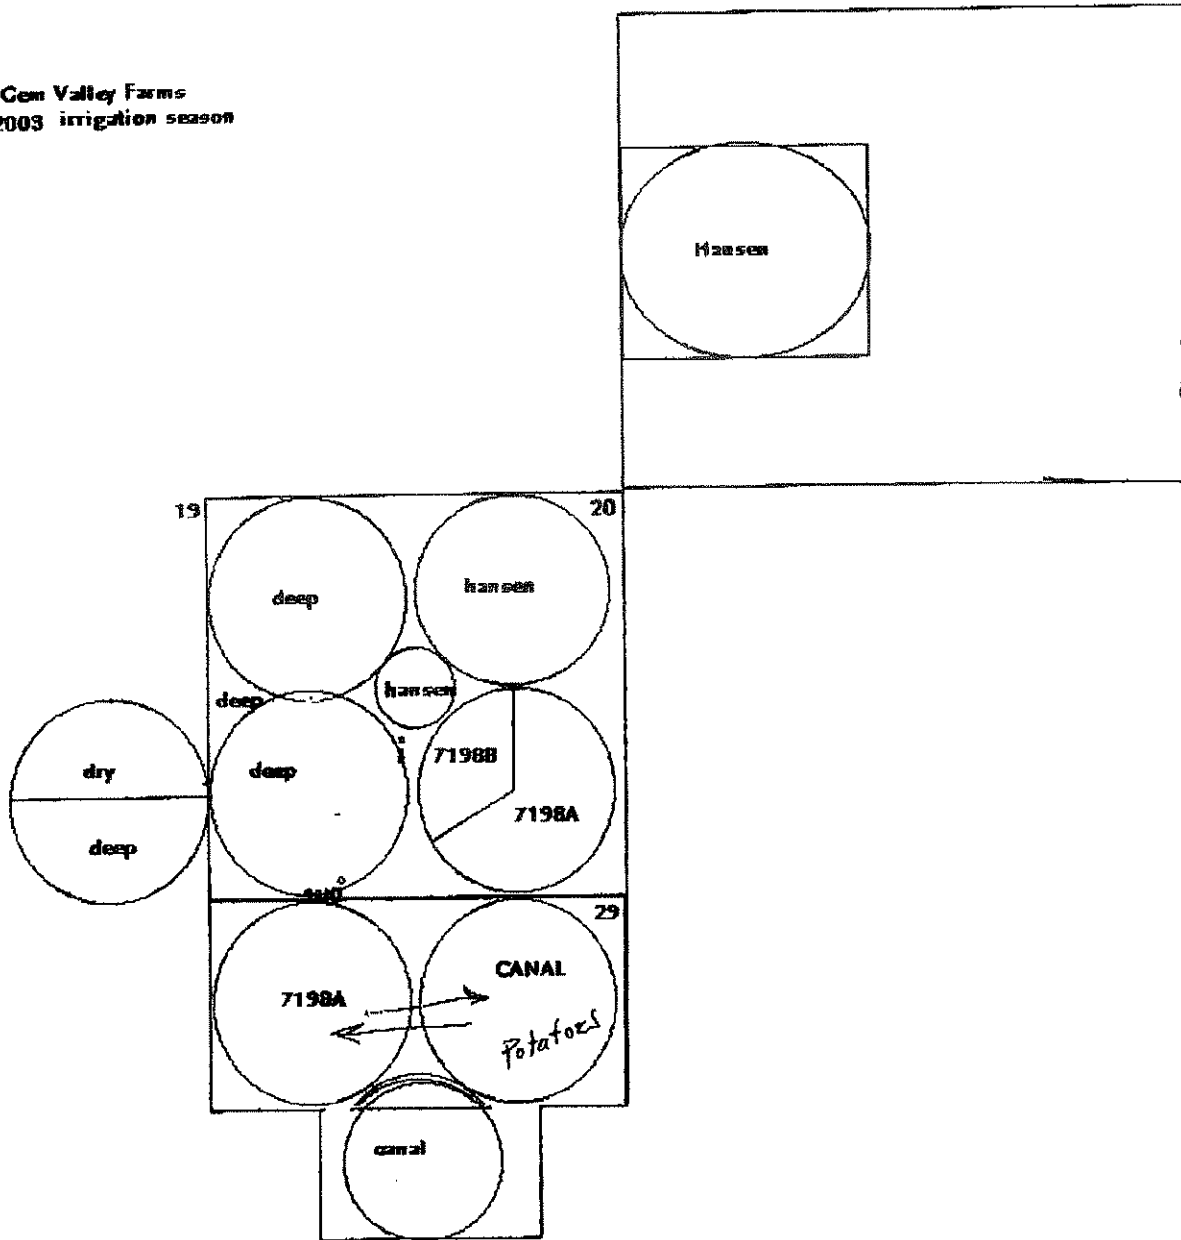 Gem Valley Farms
2003 irrigation season
Hansen
19
20
deep
hansen
hansen
deep
7198B
dry
deep
7198A
deep
29
CANAL
7198A
Potatoes
canal